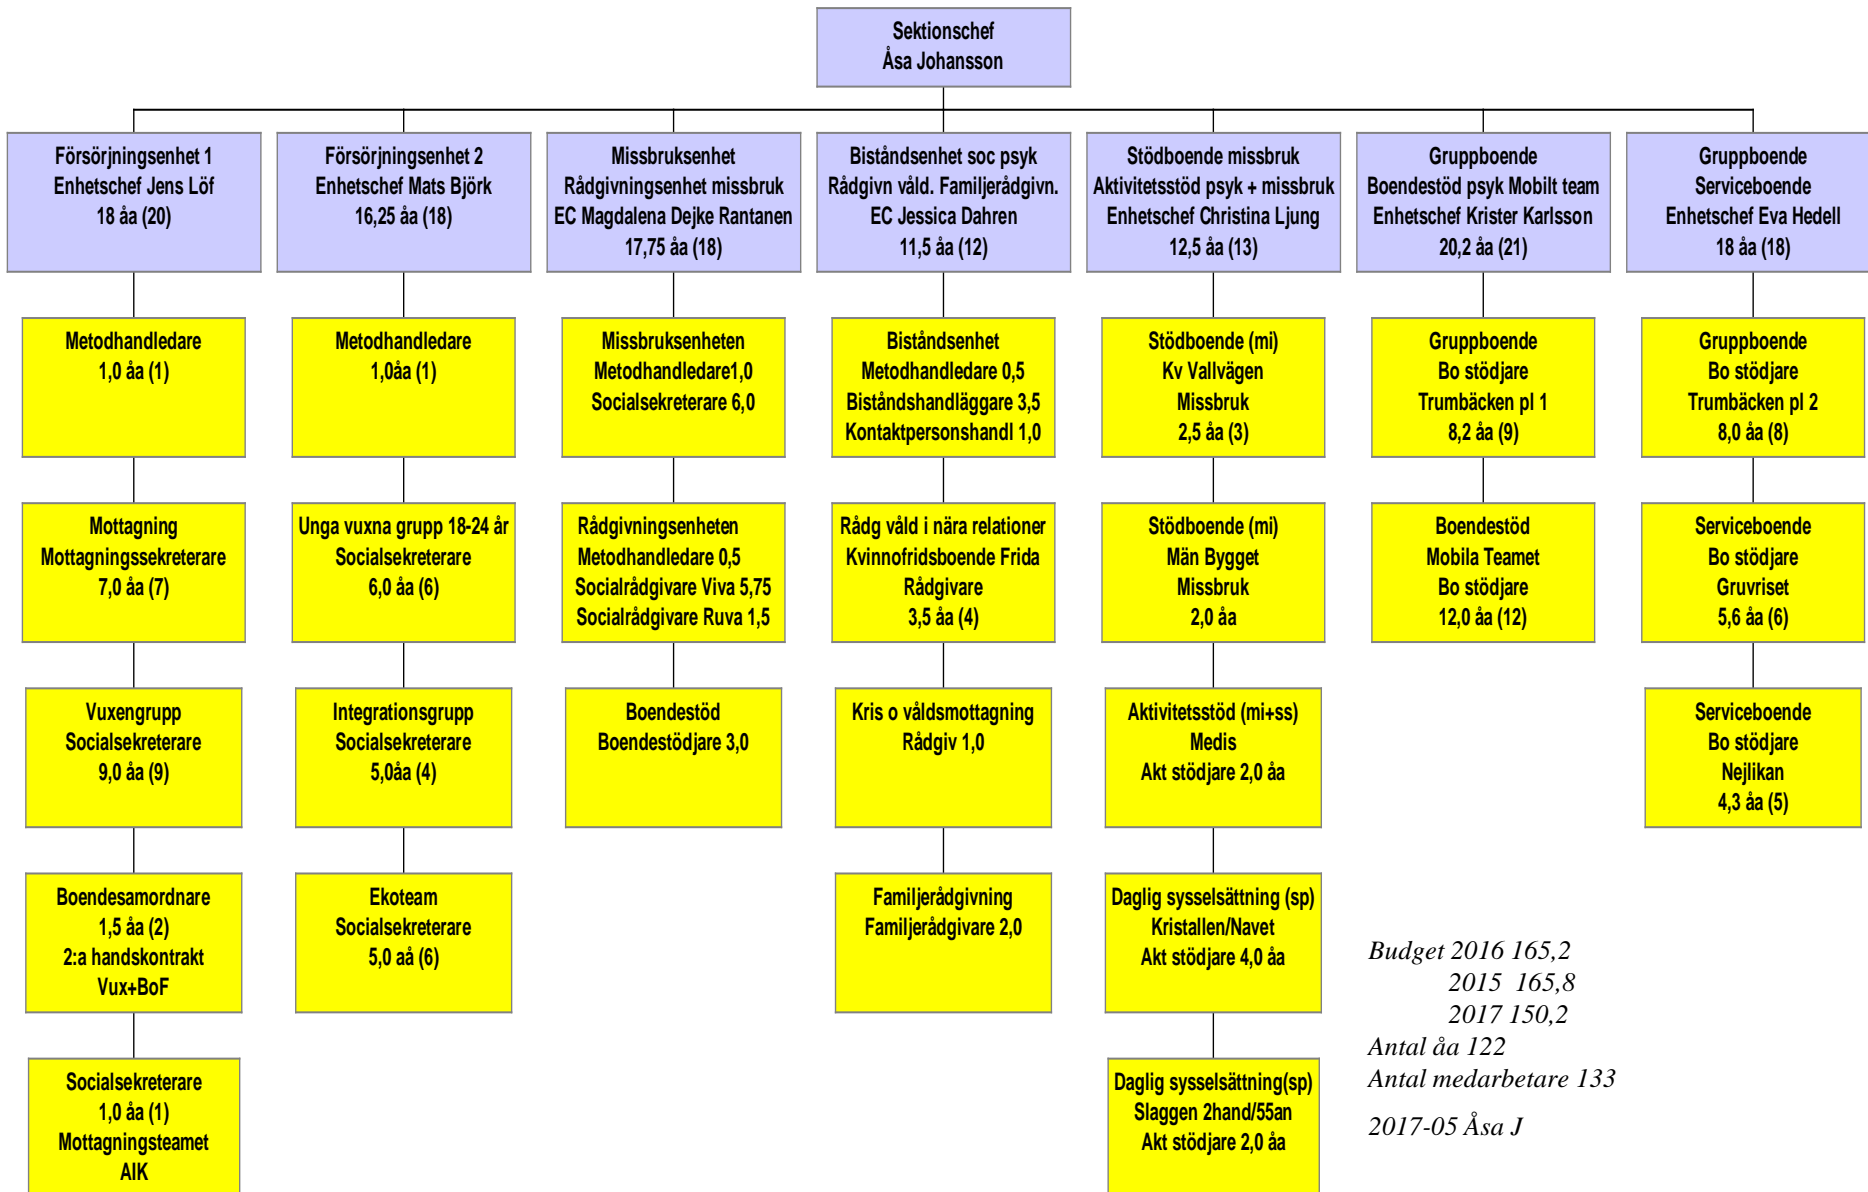 Sektionschef
Åsa Johansson
Försörjningsenhet 1
Enhetschef Jens Löf
18 åa (20)
Försörjningsenhet 2
Enhetschef Mats Björk
16,25 åa (18)
Missbruksenhet
Rådgivningsenhet missbruk
EC Magdalena Dejke Rantanen
17,75 åa (18)
Biståndsenhet soc psyk
Rådgivn våld. Familjerådgivn.
EC Jessica Dahren
11,5 åa (12)
Stödboende missbruk
Aktivitetsstöd psyk + missbruk
Enhetschef Christina Ljung
12,5 åa (13)
Gruppboende
Boendestöd psyk Mobilt team
Enhetschef Krister Karlsson
20,2 åa (21)
Gruppboende
Serviceboende
Enhetschef Eva Hedell
18 åa (18)
Metodhandledare
1,0 åa (1)
Metodhandledare
1,0åa (1)
Missbruksenheten
Metodhandledare1,0
Socialsekreterare 6,0
Biståndsenhet
Metodhandledare 0,5
Biståndshandläggare 3,5
Kontaktpersonshandl 1,0
Stödboende (mi)
Kv Vallvägen
Missbruk
2,5 åa (3)
Gruppboende
Bo stödjare
Trumbäcken pl 1
8,2 åa (9)
Gruppboende
Bo stödjare
Trumbäcken pl 2
8,0 åa (8)
Mottagning
Mottagningssekreterare
7,0 åa (7)
Unga vuxna grupp 18-24 år
Socialsekreterare
6,0 åa (6)
Rådgivningsenheten
Metodhandledare 0,5
Socialrådgivare Viva 5,75
Socialrådgivare Ruva 1,5
Rådg våld i nära relationer
Kvinnofridsboende Frida
Rådgivare
3,5 åa (4)
Stödboende (mi)
Män Bygget
Missbruk
2,0 åa
Boendestöd
Mobila Teamet
Bo stödjare
12,0 åa (12)
Serviceboende
Bo stödjare
Gruvriset
5,6 åa (6)
Vuxengrupp
Socialsekreterare
9,0 åa (9)
Integrationsgrupp
Socialsekreterare
5,0åa (4)
Boendestöd
Boendestödjare 3,0
Kris o våldsmottagning
Rådgiv 1,0
Aktivitetsstöd (mi+ss)
Medis
Akt stödjare 2,0 åa
Serviceboende
Bo stödjare
Nejlikan
4,3 åa (5)
Boendesamordnare
1,5 åa (2)
2:a handskontrakt
Vux+BoF
Ekoteam
Socialsekreterare
5,0 aå (6)
Familjerådgivning
Familjerådgivare 2,0
Daglig sysselsättning (sp)
Kristallen/Navet
Akt stödjare 4,0 åa
Socialsekreterare
1,0 åa (1)
Mottagningsteamet
AIK
Daglig sysselsättning(sp)
Slaggen 2hand/55an
Akt stödjare 2,0 åa
Budget 2016 165,2
2015 165,8
2017 150,2
Antal åa 122
Antal medarbetare 133
2017-05 Åsa J